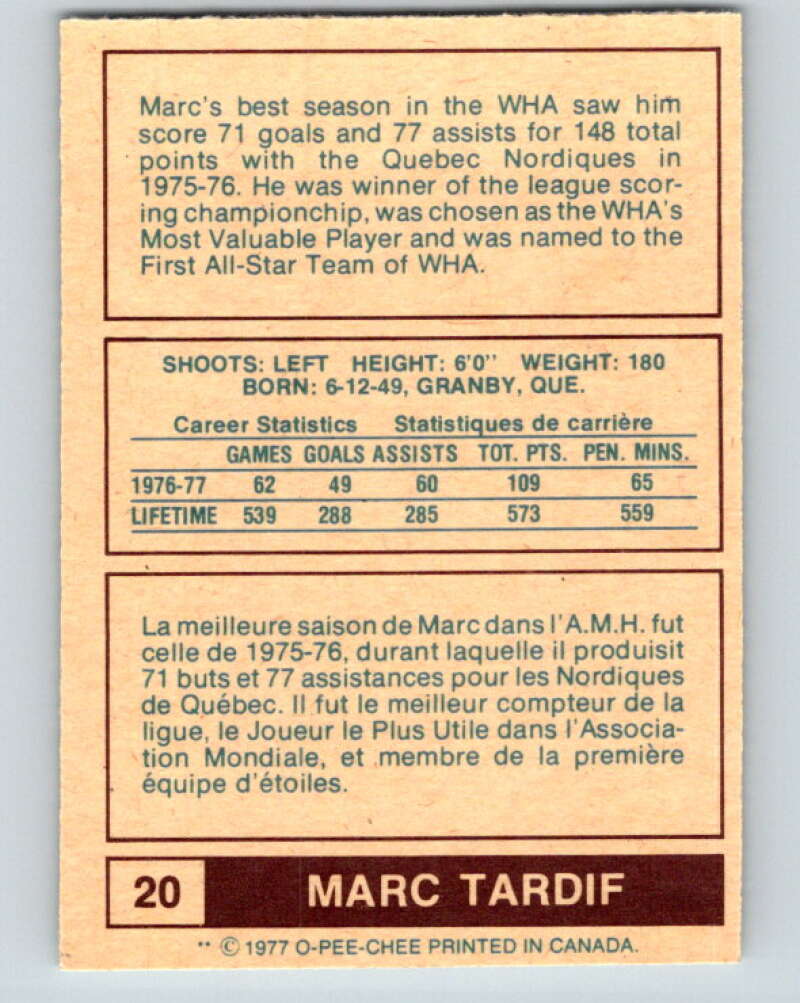 Marc's best season in the WHA saw him
score 71 goals and 77 assists for 148 total
points with the Quebec Nordiques in
1975-76. He was winner of the league scor-
ing championchip, was chosen as the WHA's
Most Valuable Player and was named to the
First All-Star Team of WHA.
SHOOTS: LEFT HEIGHT: 6'0" WEIGHT: 180
BORN: 6-12-49, GRANBY, QUE.
Career Statistics Statistiques de carrière
GAMES GOALS ASSISTS TOT. PTS. PEN. MINS.
1976-77 62 49 60 109 65
LIFETIME 539 288 285 573 559
La meilleure saison de Marc dans l'A.M.H. fut
celle de 1975-76, durant laquelle il produisit
71 buts et 77 assistances pour les Nordiques
de Québec. Il fut le meilleur compteur de la
ligue, le Joueur le Plus Utile dans l'Associa-
tion Mondiale, et membre de la première
équipe d'étoiles.
20 MARC TARDIF
** © 1977 O-PEE-CHEE PRINTED IN CANADA.